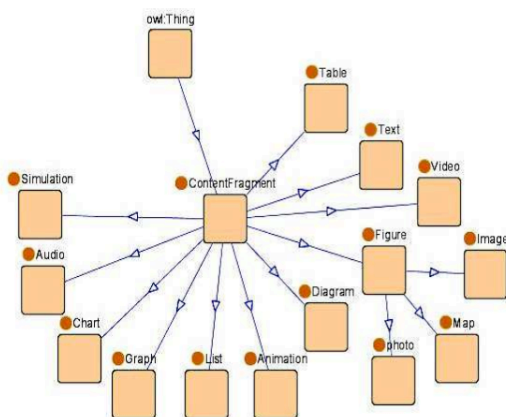 owl:Thing
Table
Text
Video
Simulation
ContentFragment
Figure
Image
Audio
Diagram
Chart
Map
Graph
List
Animation
photo